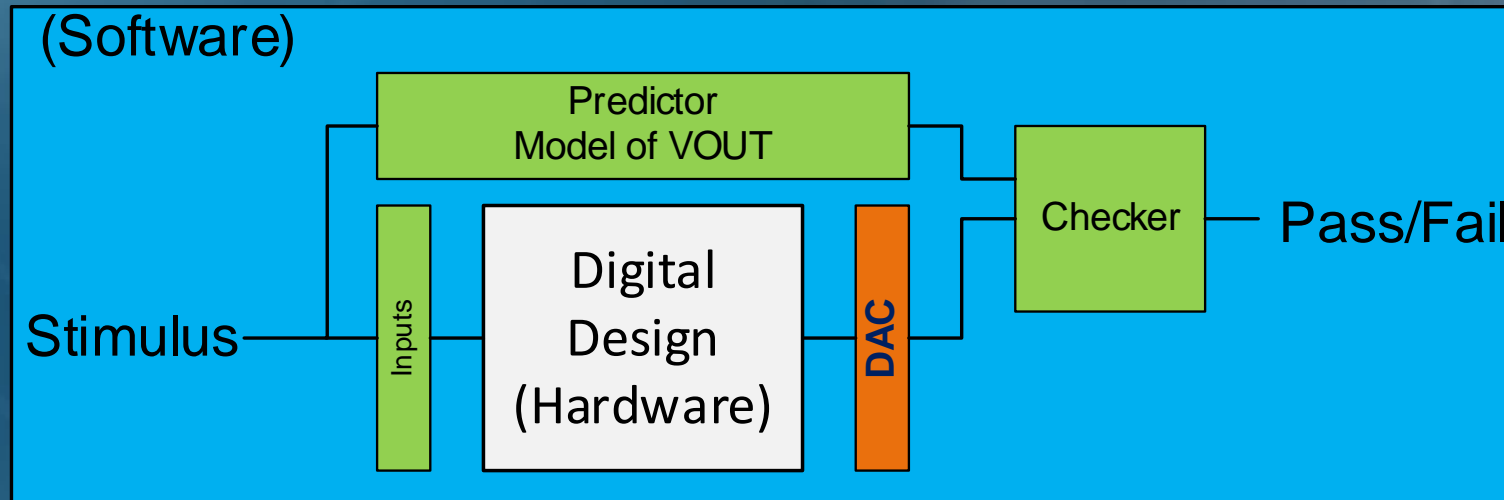 (Software)
Predictor
Model of VOUT
Checker
Pass/Fail
Stimulus
Inputs
Digital
Design
(Hardware)
DAC